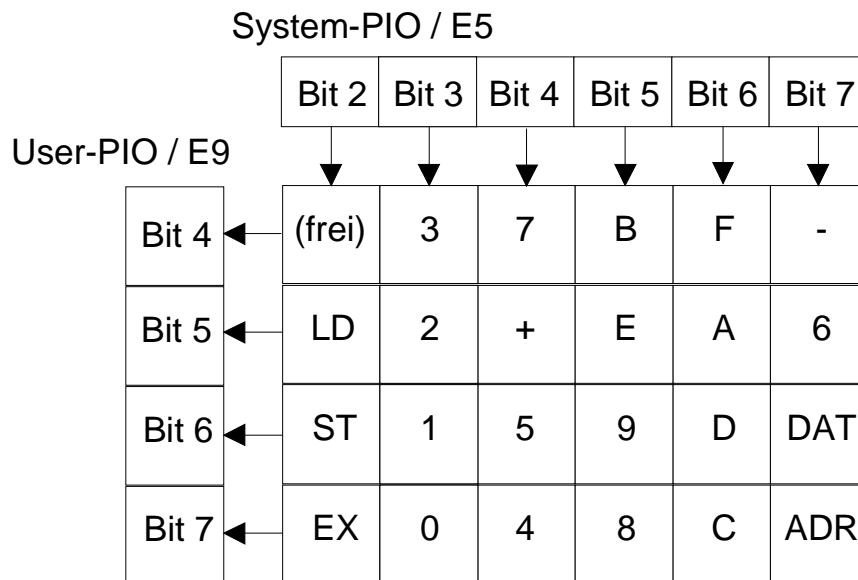 System-PIO / E5
Bit 2 Bit 3 Bit 4 Bit 5 Bit 6 Bit 7
User-PIO / E9
Bit 4 (frei) 3 7 B F -
Bit 5 LD 2 + E A 6
Bit 6 ST 1 5 9 D DAT
Bit 7 EX 0 4 8 C ADR